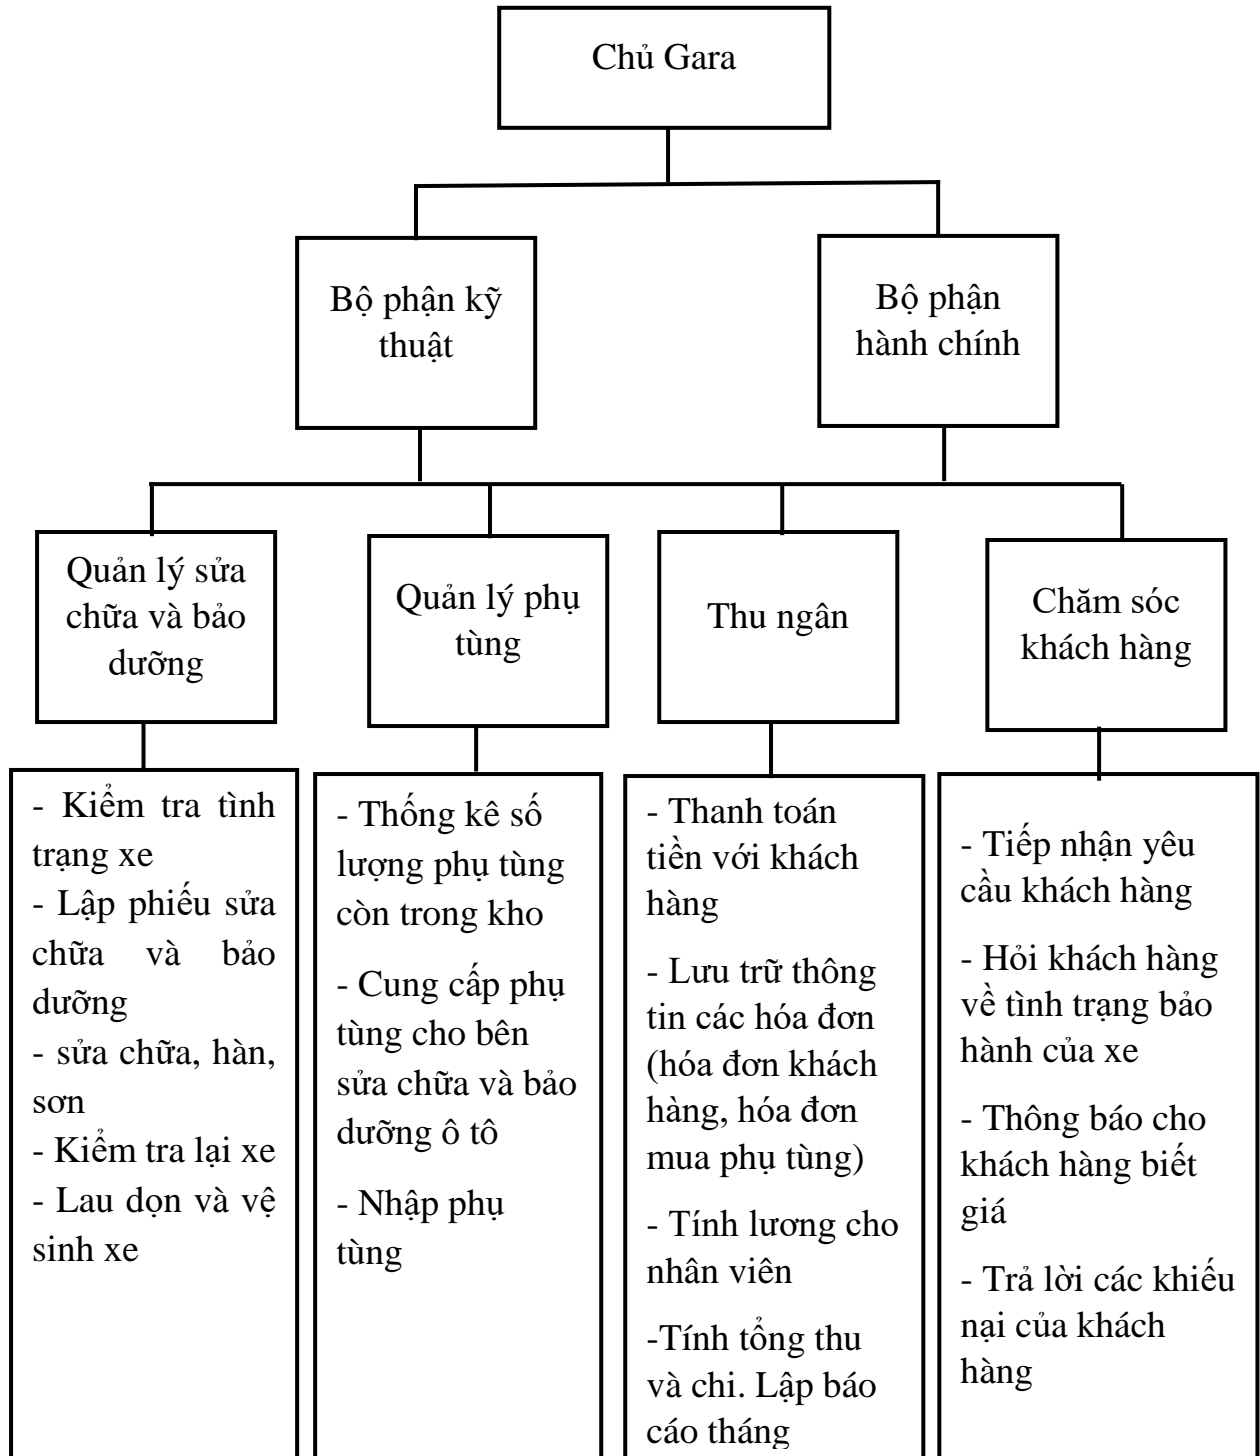 Chủ Gara
Bộ phận kỹ
thuật
Bộ phận
hành chính
Quản lý sửa
chữa và bảo
dưỡng
Quản lý phụ
tùng
Thu ngân
Chăm sóc
khách hàng
- Kiểm tra tình
trạng xe
- Lập phiếu sửa
chữa và bảo
dưỡng
- sửa chữa, hàn,
sơn
- Kiểm tra lại xe
- Lau dọn và vệ
sinh xe
- Thống kê số
lượng phụ tùng
còn trong kho
- Cung cấp phụ
tùng cho bên
sửa chữa và bảo
dưỡng ô tô
- Nhập phụ
tùng
- Thanh toán
tiền với khách
hàng
- Lưu trữ thông
tin các hóa đơn
(hóa đơn khách
hàng, hóa đơn
mua phụ tùng)
- Tính lương cho
nhân viên
-Tính tổng thu
và chi. Lập báo
cáo tháng
- Tiếp nhận yêu
cầu khách hàng
- Hỏi khách hàng
về tình trạng bảo
hành của xe
- Thông báo cho
khách hàng biết
giá
- Trả lời các khiếu
nại của khách
hàng